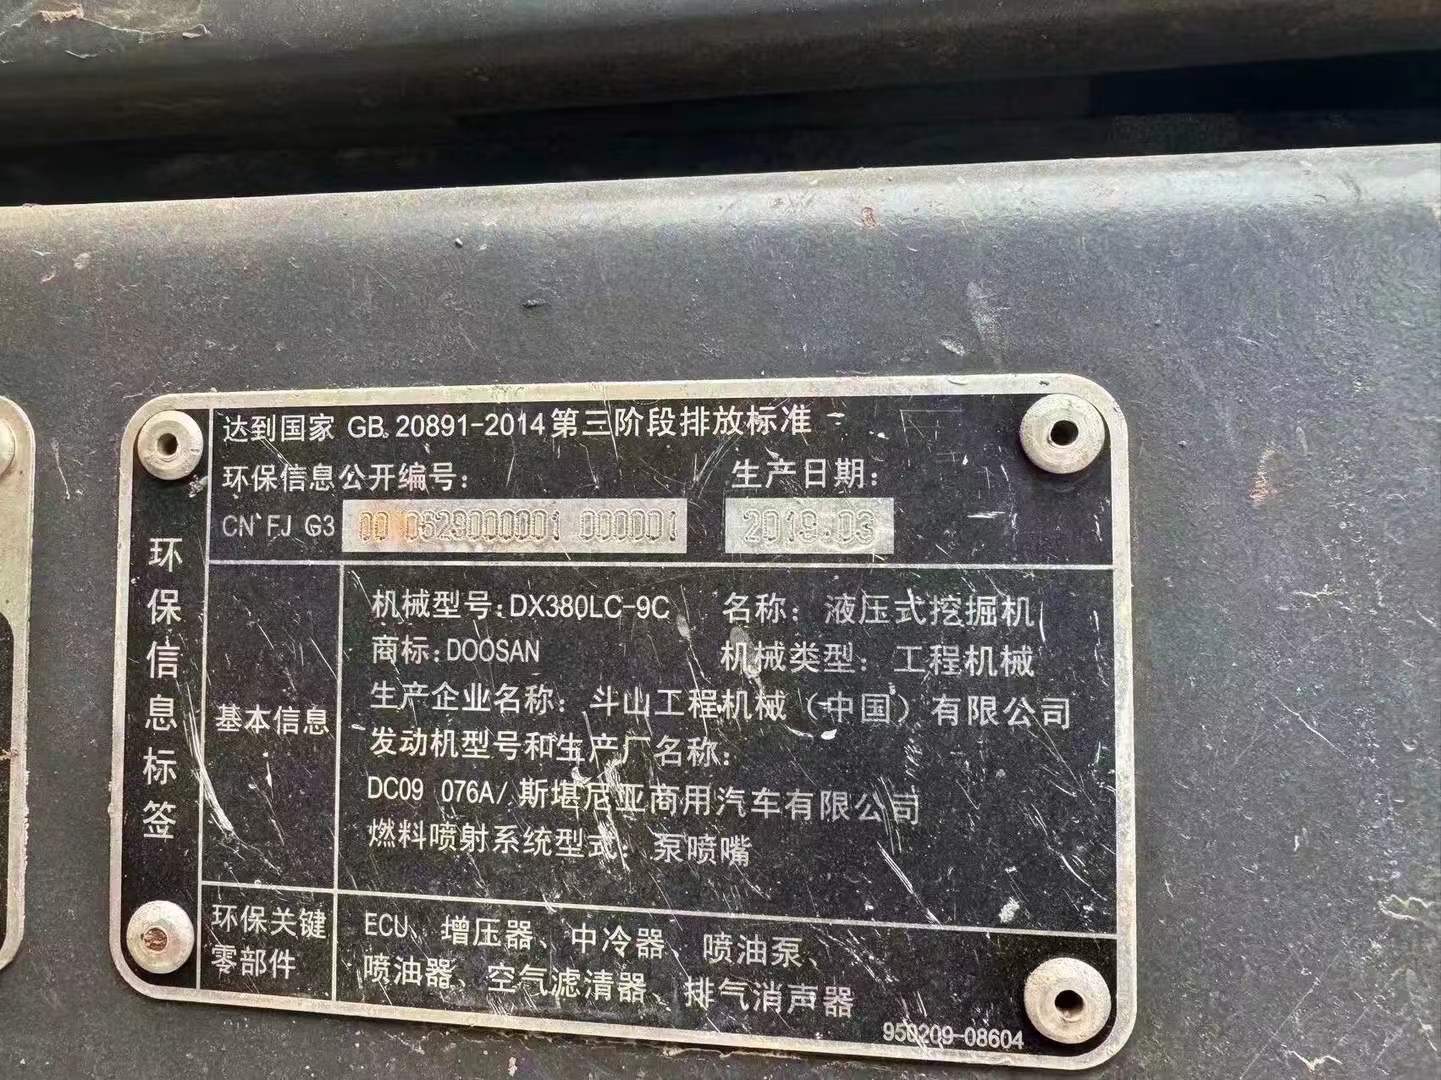 达到国家 GB 20891-2014第三阶段排放标准
环保信息公开编号: 生产日期:
CN FJ G3 00 0629000001 000001 2019.03
环保信息标签
基本信息
机械型号:DX380LC-9C 名称: 液压式挖掘机
商标:DOOSAN 机械类型: 工程机械
生产企业名称: 斗山工程机械(中国)有限公司
发动机型号和生产厂名称:
DC09 076A/斯堪尼亚商用汽车有限公司
燃料喷射系统型式: 泵喷嘴
环保关键
零部件
ECU、增压器、中冷器、喷油泵、
喷油器、空气滤清器、排气消声器
950209-08604